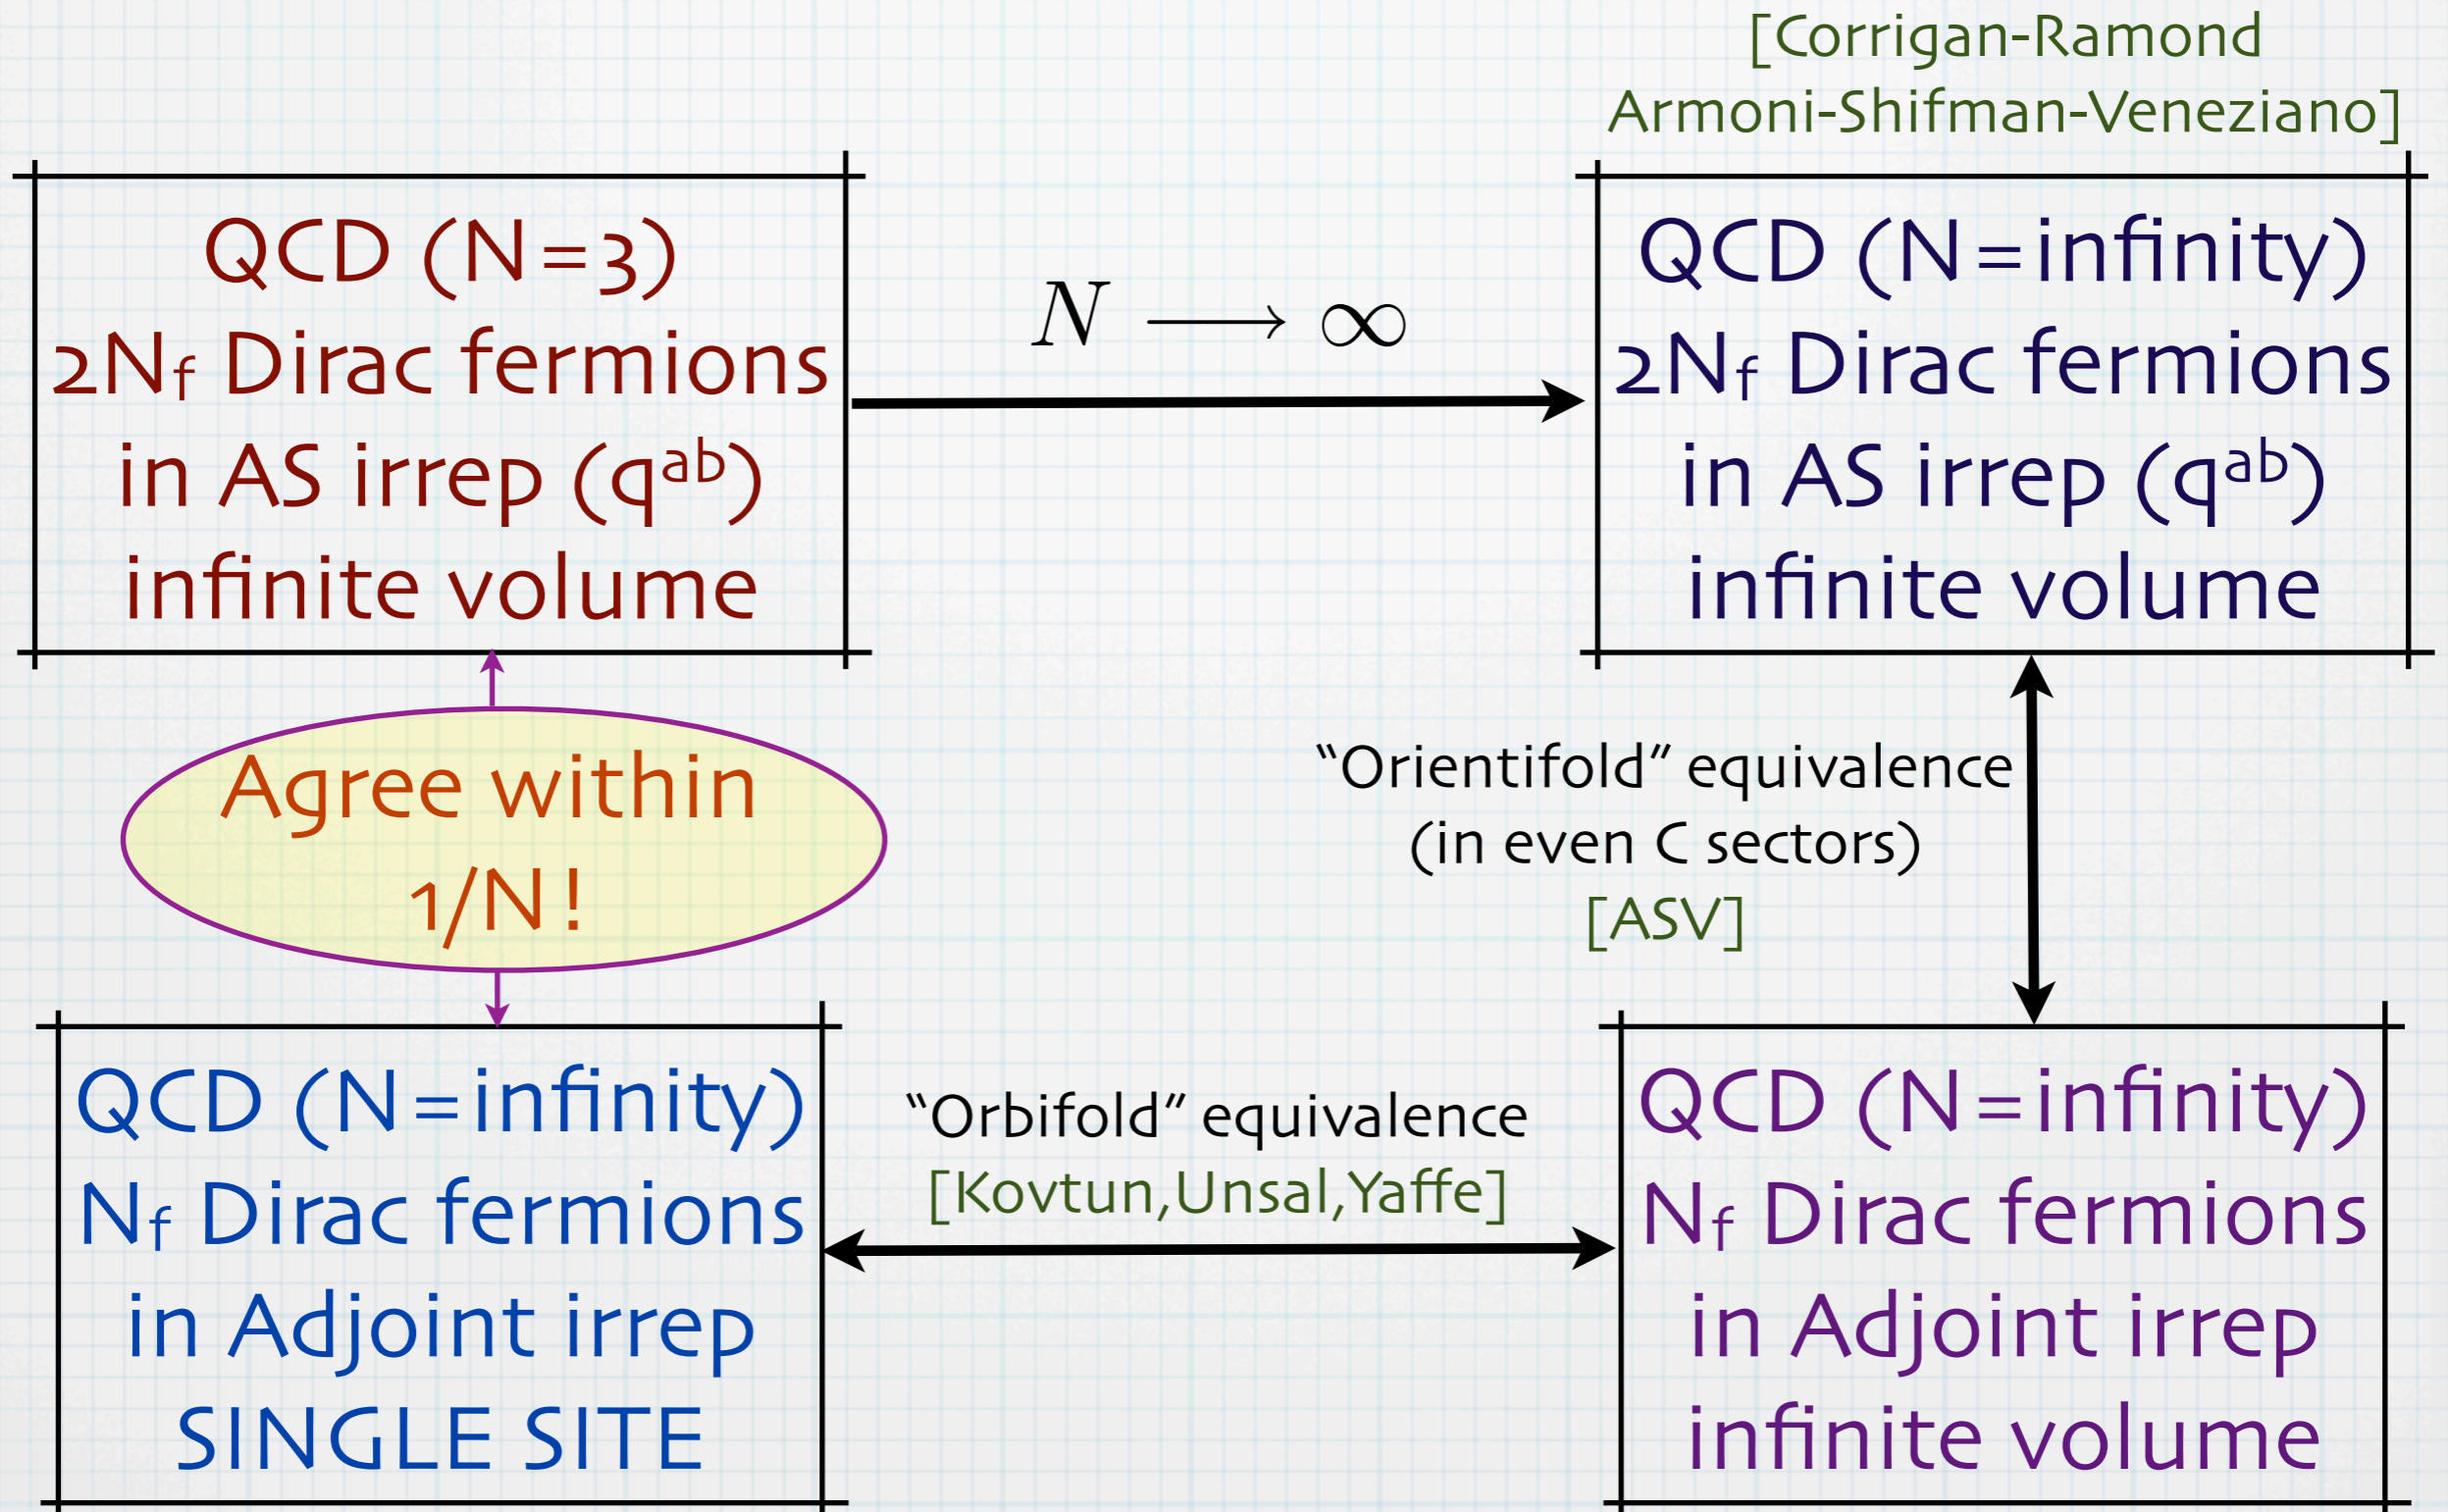 [Corrigan-Ramond
Armoni-Shifman-Veneziano]
QCD (N=3)
2Nf Dirac fermions
in AS irrep (qab)
infinite volume
N ⟶ ∞
QCD (N=infinity)
2Nf Dirac fermions
in AS irrep (qab)
infinite volume
Agree within
1/N!
“Orientifold” equivalence
(in even C sectors)
[ASV]
QCD (N=infinity)
Nf Dirac fermions
in Adjoint irrep
SINGLE SITE
“Orbifold” equivalence
[Kovtun,Unsal,Yaffe]
QCD (N=infinity)
Nf Dirac fermions
in Adjoint irrep
infinite volume